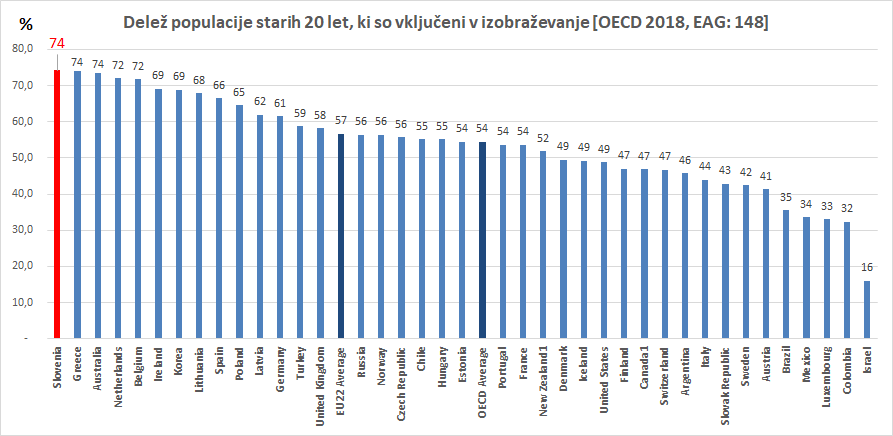 Delež populacije starih 20 let, ki so vključeni v izobraževanje [OECD 2018, EAG: 148]
%
80,0
70,0
60,0
50,0
40,0
30,0
20,0
10,0
-
74
74
74
72
72
69
69
68
66
65
62
61
59
58
57
56
56
56
55
55
54
54
54
54
52
49
49
49
47
47
47
46
44
43
42
41
35
34
33
32
16
Slovenia
Greece
Australia
Netherlands
Belgium
Ireland
Korea
Lithuania
Spain
Poland
Latvia
Germany
Turkey
United Kingdom
EU22 Average
Russia
Norway
Czech Republic
Chile
Hungary
Estonia
OECD Average
Portugal
France
New Zealand1
Denmark
Iceland
United States
Finland
Canada1
Switzerland
Argentina
Italy
Slovak Republic
Sweden
Austria
Brazil
Mexico
Luxembourg
Colombia
Israel